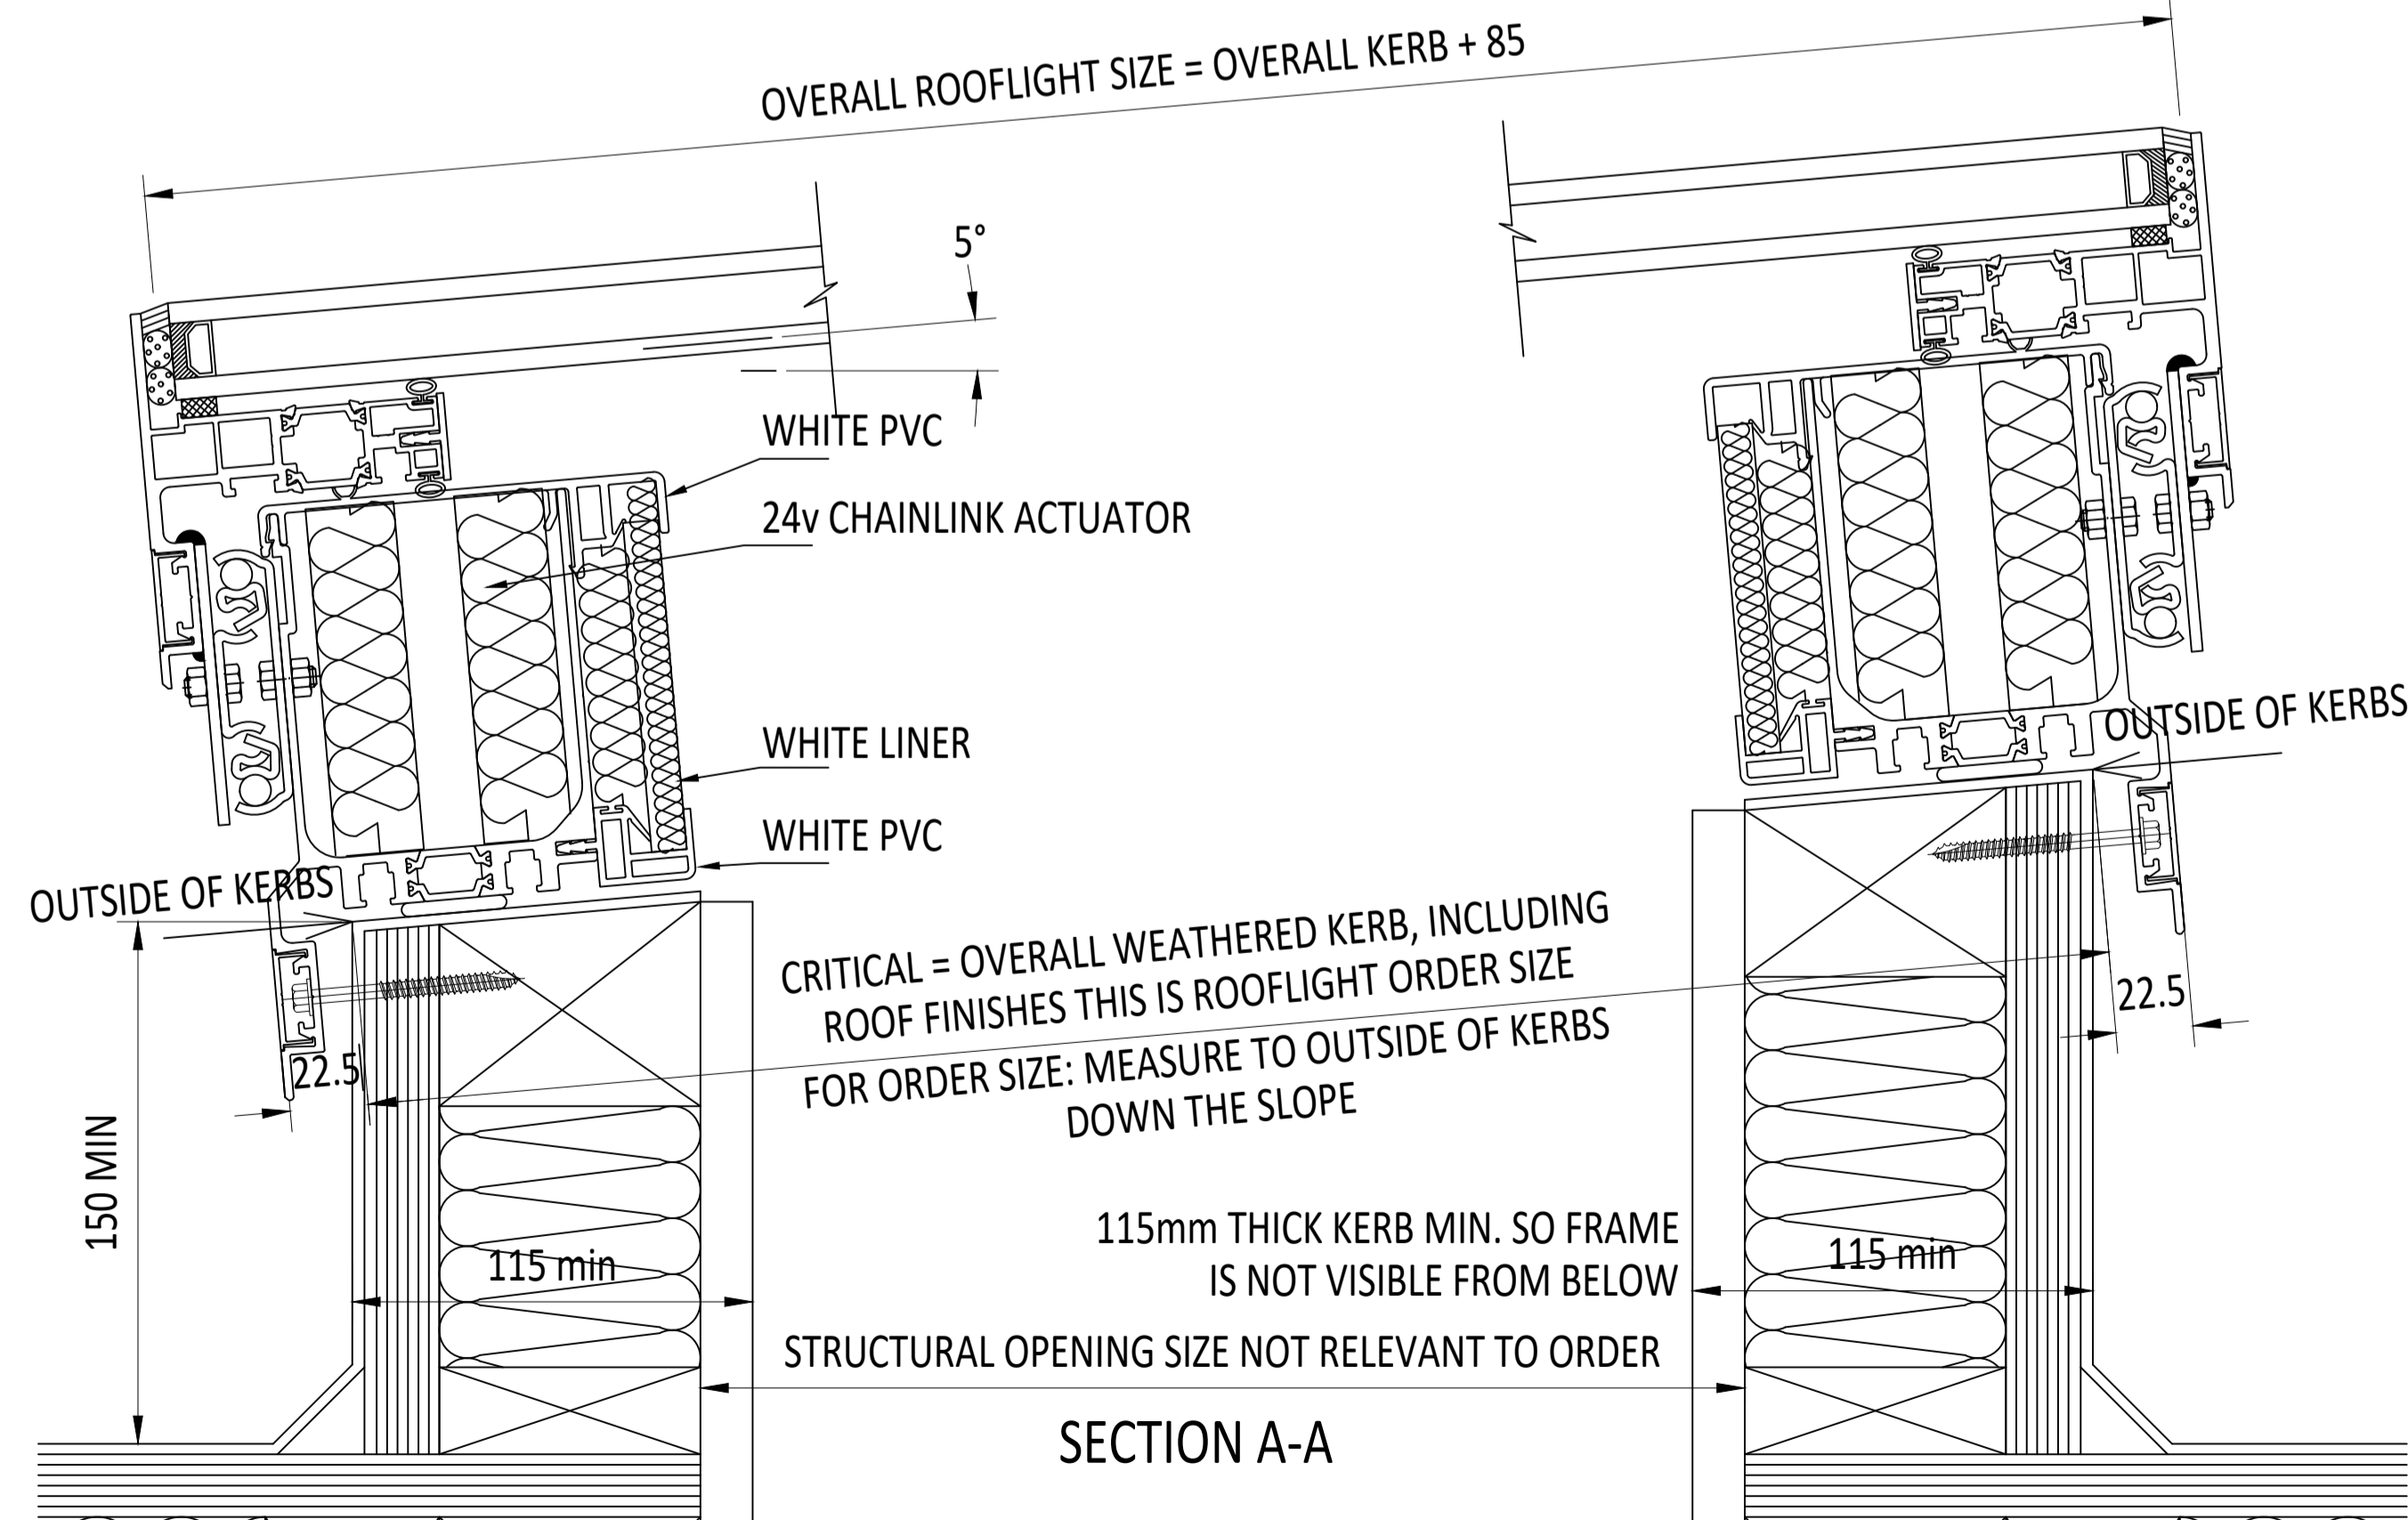 OVERALL ROOFLIGHT SIZE = OVERALL KERB + 85
5°
WHITE PVC
24v CHAINLINK ACTUATOR
WHITE LINER
WHITE PVC
OUTSIDE OF KERBS
OUTSIDE OF KERBS
CRITICAL = OVERALL WEATHERED KERB, INCLUDING
ROOF FINISHES THIS IS ROOFLIGHT ORDER SIZE
FOR ORDER SIZE: MEASURE TO OUTSIDE OF KERBS
DOWN THE SLOPE
22.5
22.5
150 MIN
115 min
115mm THICK KERB MIN. SO FRAME
IS NOT VISIBLE FROM BELOW
115 min
STRUCTURAL OPENING SIZE NOT RELEVANT TO ORDER
SECTION A-A